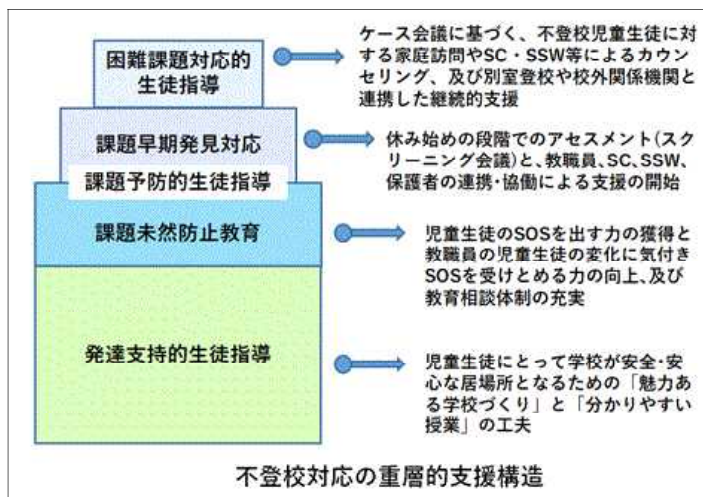 困難課題対応的
生徒指導
ケース会議に基づく、不登校児童生徒に対
する家庭訪問やSC・SSW等によるカウン
セリング、及び別室登校や校外関係機関と
連携した継続的支援
課題早期発見対応
休み始めの段階でのアセスメント(スク
リーニング会議)と、教職員、SC、SSW、
保護者の連携・協働による支援の開始
課題予防的生徒指導
課題未然防止教育
児童生徒のSOSを出す力の獲得と
教職員の児童生徒の変化に気付き
SOSを受けとめる力の向上、及び
教育相談体制の充実
発達支持的生徒指導
児童生徒にとって学校が安全・安
心な居場所となるための「魅力あ
る学校づくり」と「分かりやすい
授業」の工夫
不登校対応の重層的支援構造